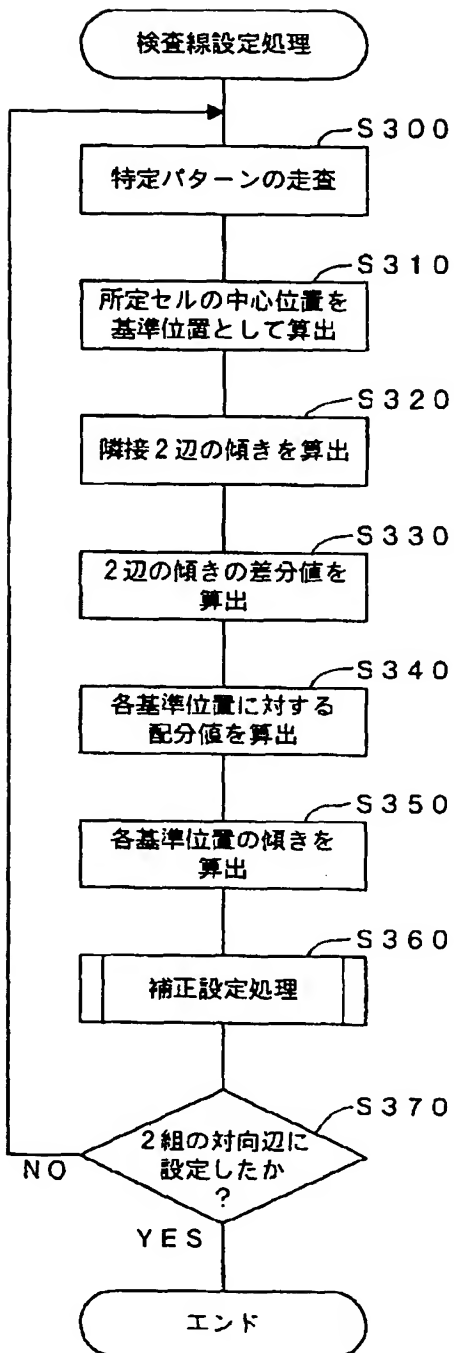 検査線設定処理
S300
特定パターンの走査
S310
所定セルの中心位置を
基準位置として算出
S320
隣接2辺の傾きを算出
S330
2辺の傾きの差分値を
算出
S340
各基準位置に対する
配分値を算出
S350
各基準位置の傾きを
算出
S360
補正設定処理
S370
2組の対向辺に
設定したか
?
NO
YES
エンド